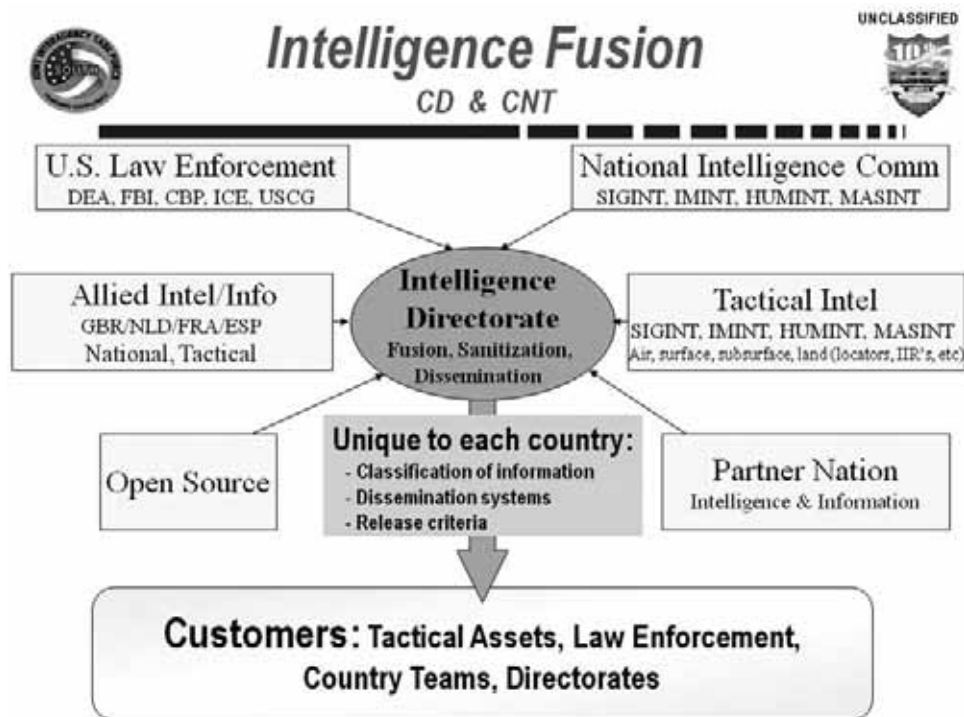 UNCLASSIFIED
Intelligence Fusion
CD & CNT
U.S. Law Enforcement
DEA, FBI, CBP, ICE, USCG
National Intelligence Comm
SIGINT, IMINT, HUMINT, MASINT
Allied Intel/Info
GBR/NLD/FRA/ESP
National, Tactical
Intelligence
Directorate
Fusion, Sanitization,
Dissemination
Tactical Intel
SIGINT, IMINT, HUMINT, MASINT
Air, surface, subsurface, land (locators, IIR's, etc)
Open Source
Unique to each country:
- Classification of information
- Dissemination systems
- Release criteria
Partner Nation
Intelligence & Information
Customers: Tactical Assets, Law Enforcement,
Country Teams, Directorates